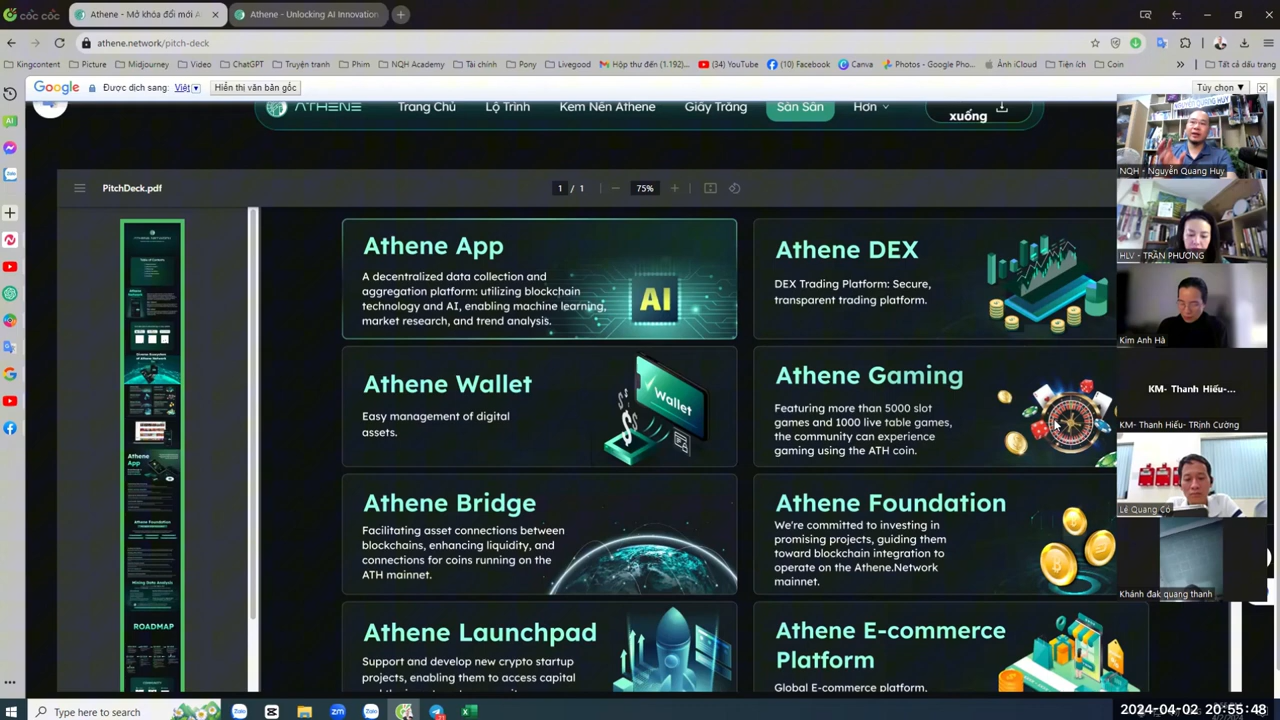 cốc cốc
Athene - Mở khóa đổi mới A
Athene - Unlocking AI Innovation
athene.network/pitch-deck
Kingcontent
Picture
Midjourney
Video
ChatGPT
Truyện tranh
Phim
NQH Academy
Tài chính
Pony
Livegood
Hộp thư đến (1.192)...
(34) YouTube
(10) Facebook
Canva
Photos - Google Pho...
Ảnh iCloud
Tiện ích
Coin
Tất cả dấu trang
Google
Được dịch sang: Việt
Hiển thị văn bản gốc
Tùy chọn ▼
ATHENE
Trang Chủ
Lộ Trình
Kem Nền Athene
Giấy Trắng
Sàn Sân
Hơn
xuống
PitchDeck.pdf
1 / 1
75%
Athene App
A decentralized data collection and
aggregation platform: utilizing blockchain
technology and AI, enabling machine learning,
market research, and trend analysis.
AI
Athene DEX
DEX Trading Platform: Secure,
transparent trading platform.
Athene Wallet
Easy management of digital
assets.
Wallet
Athene Gaming
Featuring more than 5000 slot
games and 1000 live table games,
the community can experience
gaming using the ATH coin.
Athene Bridge
Facilitating asset conversion between
blockchains, enhancing liquidity, and
connections to coins mining on the
ATH mainnet.
Athene Foundation
We're committed to investing in
promising projects, guiding them
toward blockchain integration to
operate on the Athene.Network
mainnet.
Athene Launchpad
Support and develop new crypto startup
projects, enabling them to access capital
Athene E-commerce
Platform
Global E-commerce platform.
ROADMAP
NQH - Nguyễn Quang Huy
HLV - TRẦN PHƯƠNG
Kim Anh Hà
KM- Thanh Hiếu-...
KM- Thanh Hiếu- TRịnh Cường
Lê Quang Cố
Khánh đak quang thanh
Type here to search
2024-04-02 20:55:48